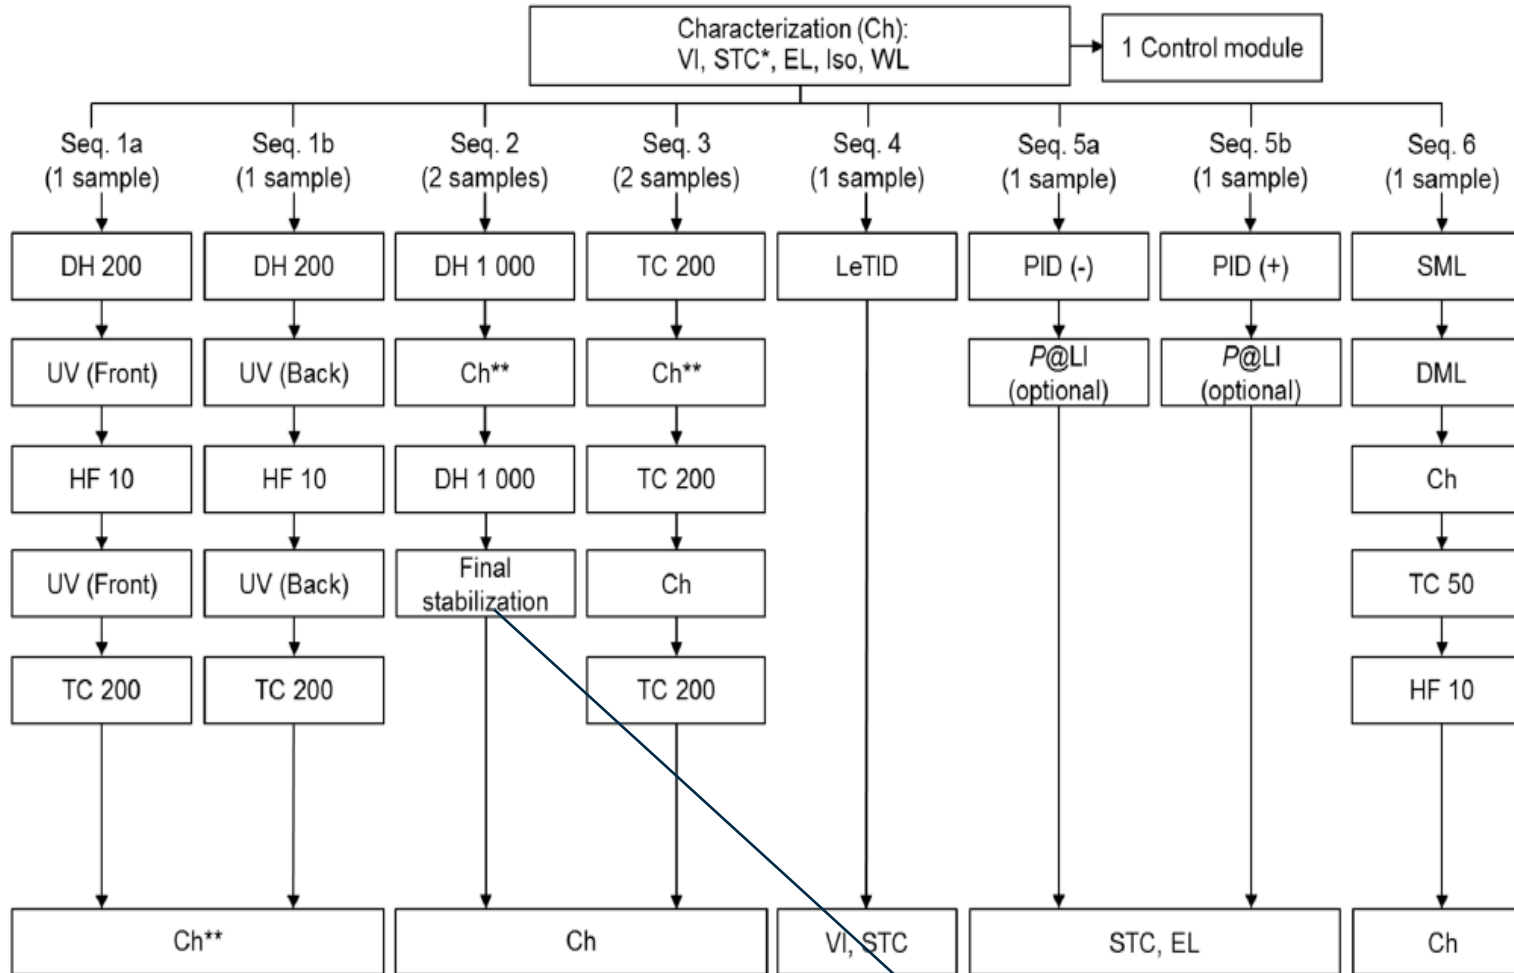 Characterization (Ch):
VI, STC*, EL, Iso, WL
1 Control module
Seq. 1a
(1 sample)
Seq. 1b
(1 sample)
Seq. 2
(2 samples)
Seq. 3
(2 samples)
Seq. 4
(1 sample)
Seq. 5a
(1 sample)
Seq. 5b
(1 sample)
Seq. 6
(1 sample)
DH 200
DH 200
DH 1 000
TC 200
LeTID
PID (-)
PID (+)
SML
UV (Front)
UV (Back)
Ch**
Ch**
P@LI
(optional)
P@LI
(optional)
DML
HF 10
HF 10
DH 1 000
TC 200
Ch
UV (Front)
UV (Back)
Final
stabilization
Ch
TC 50
TC 200
TC 200
TC 200
HF 10
Ch**
Ch
VI, STC
STC, EL
Ch